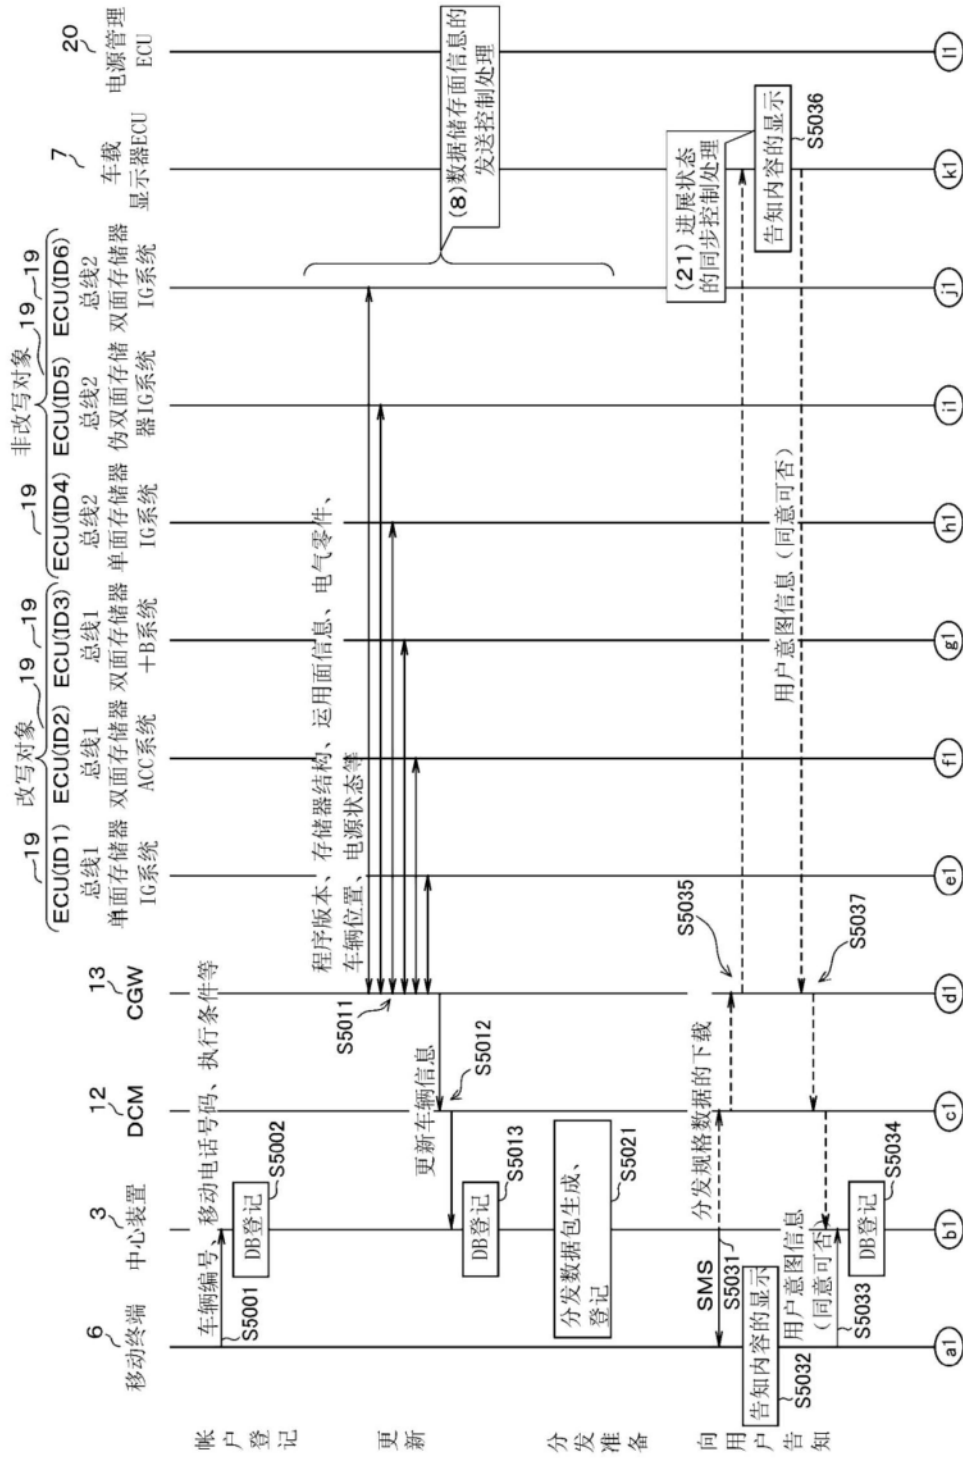 6
移动终端
3
中心装置
12
DCM
13
CGW
改写对象
19
ECU(ID1)
总线1
单面存储器
IG系统
19
ECU(ID2)
总线1
双面存储器
ACC系统
19
ECU(ID3)
总线1
双面存储器
+B系统
非改写对象
19
ECU(ID4)
总线2
单面存储器
IG系统
19
ECU(ID5)
总线2
伪双面存储
器IG系统
19
ECU(ID6)
总线2
双面存储器
IG系统
7
车载
显示器ECU
20
电源管理
ECU
帐户登记
车辆编号、移动电话号码、执行条件等
S5001
DB登记
S5002
更新
程序版本、存储器结构、运用面信息、电气零件、
车辆位置、电源状态等
S5011
(8)数据储存面信息的
发送控制处理
更新车辆信息
S5012
DB登记
S5013
分发准备
分发数据包生成、
登记
S5021
向用户告知
SMS
S5031
分发规格数据的下载
S5035
(21)进展状态
的同步控制处理
告知内容的显示
S5032
告知内容的显示
S5036
用户意图信息(同意可否)
S5037
用户意图信息
(同意可否)
S5033
DB登记
S5034
a1
b1
c1
d1
e1
f1
g1
h1
i1
j1
k1
l1